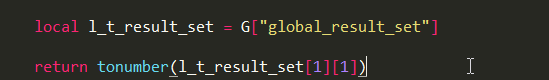 local l_t_result_set = G["global_result_set"]
return tonumber(l_t_result_set[1][1])